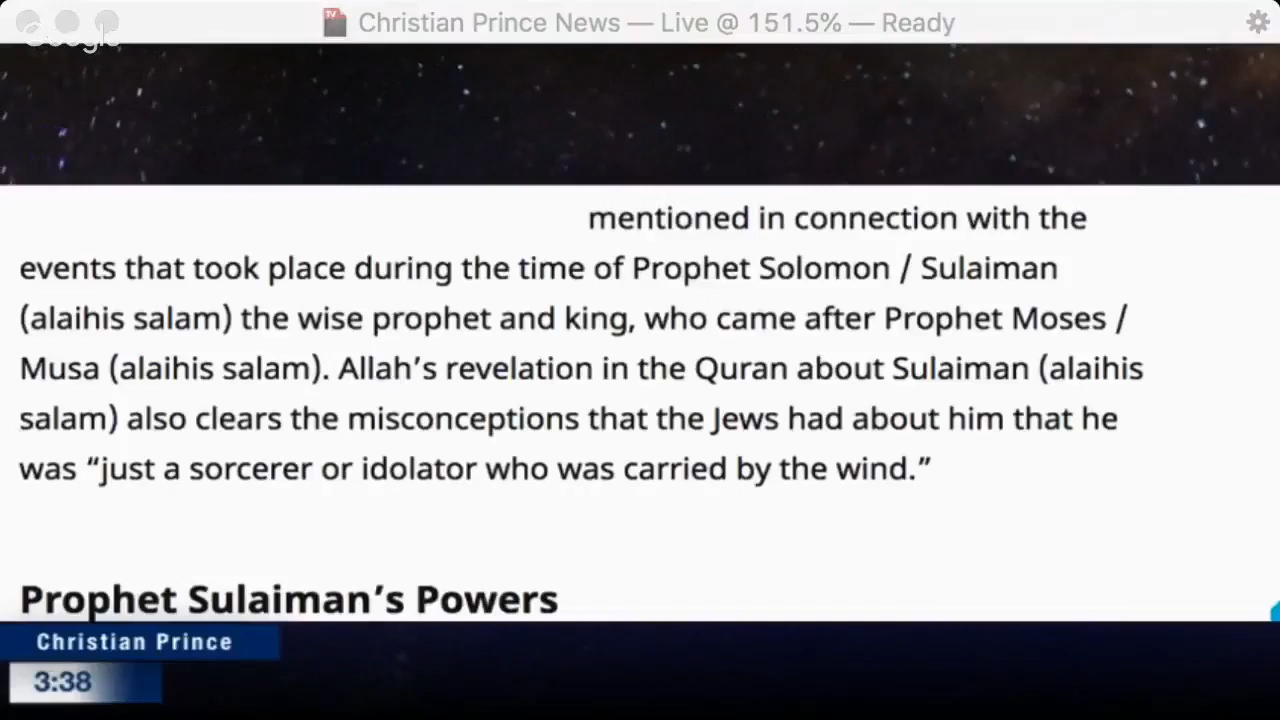 Christian Prince News — Live @ 151.5% — Ready
Google
mentioned in connection with the
events that took place during the time of Prophet Solomon / Sulaiman
(alaihis salam) the wise prophet and king, who came after Prophet Moses /
Musa (alaihis salam). Allah’s revelation in the Quran about Sulaiman (alaihis
salam) also clears the misconceptions that the Jews had about him that he
was “just a sorcerer or idolator who was carried by the wind.”
Prophet Sulaiman’s Powers
Christian Prince
3:38